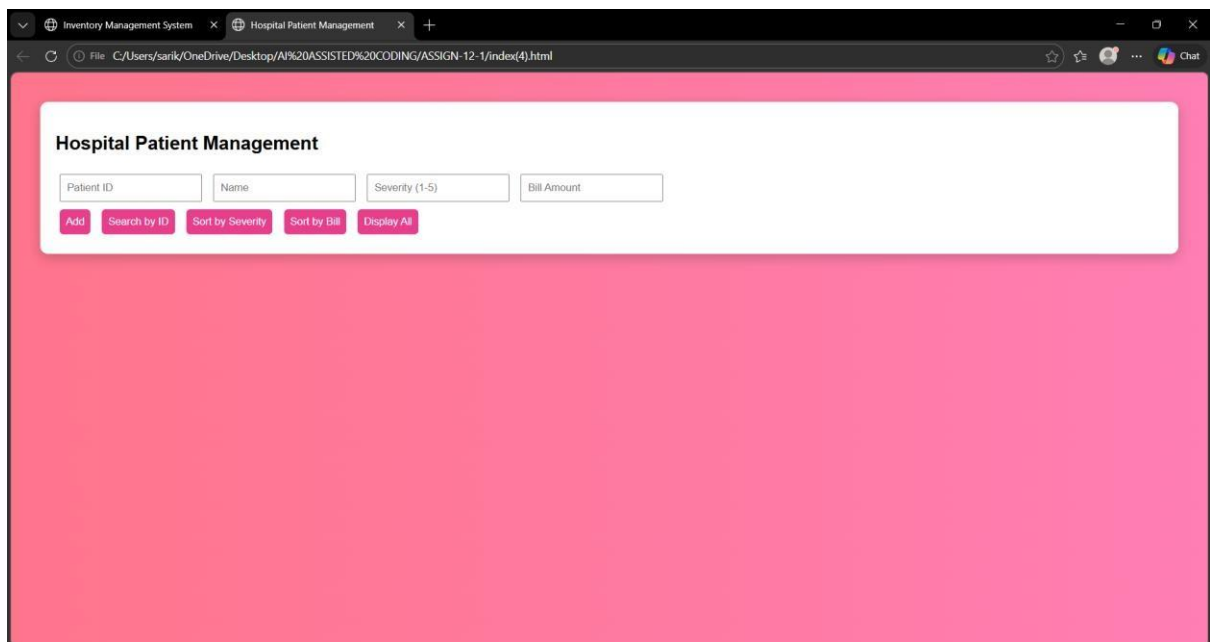 Inventory Management System Hospital Patient Management
File C:/Users/sarik/OneDrive/Desktop/AI%20ASSISTED%20CODING/ASSIGN-12-1/index(4).html Chat
Hospital Patient Management
Patient ID Name Severity (1-5) Bill Amount
Add Search by ID Sort by Severity Sort by Bill Display All